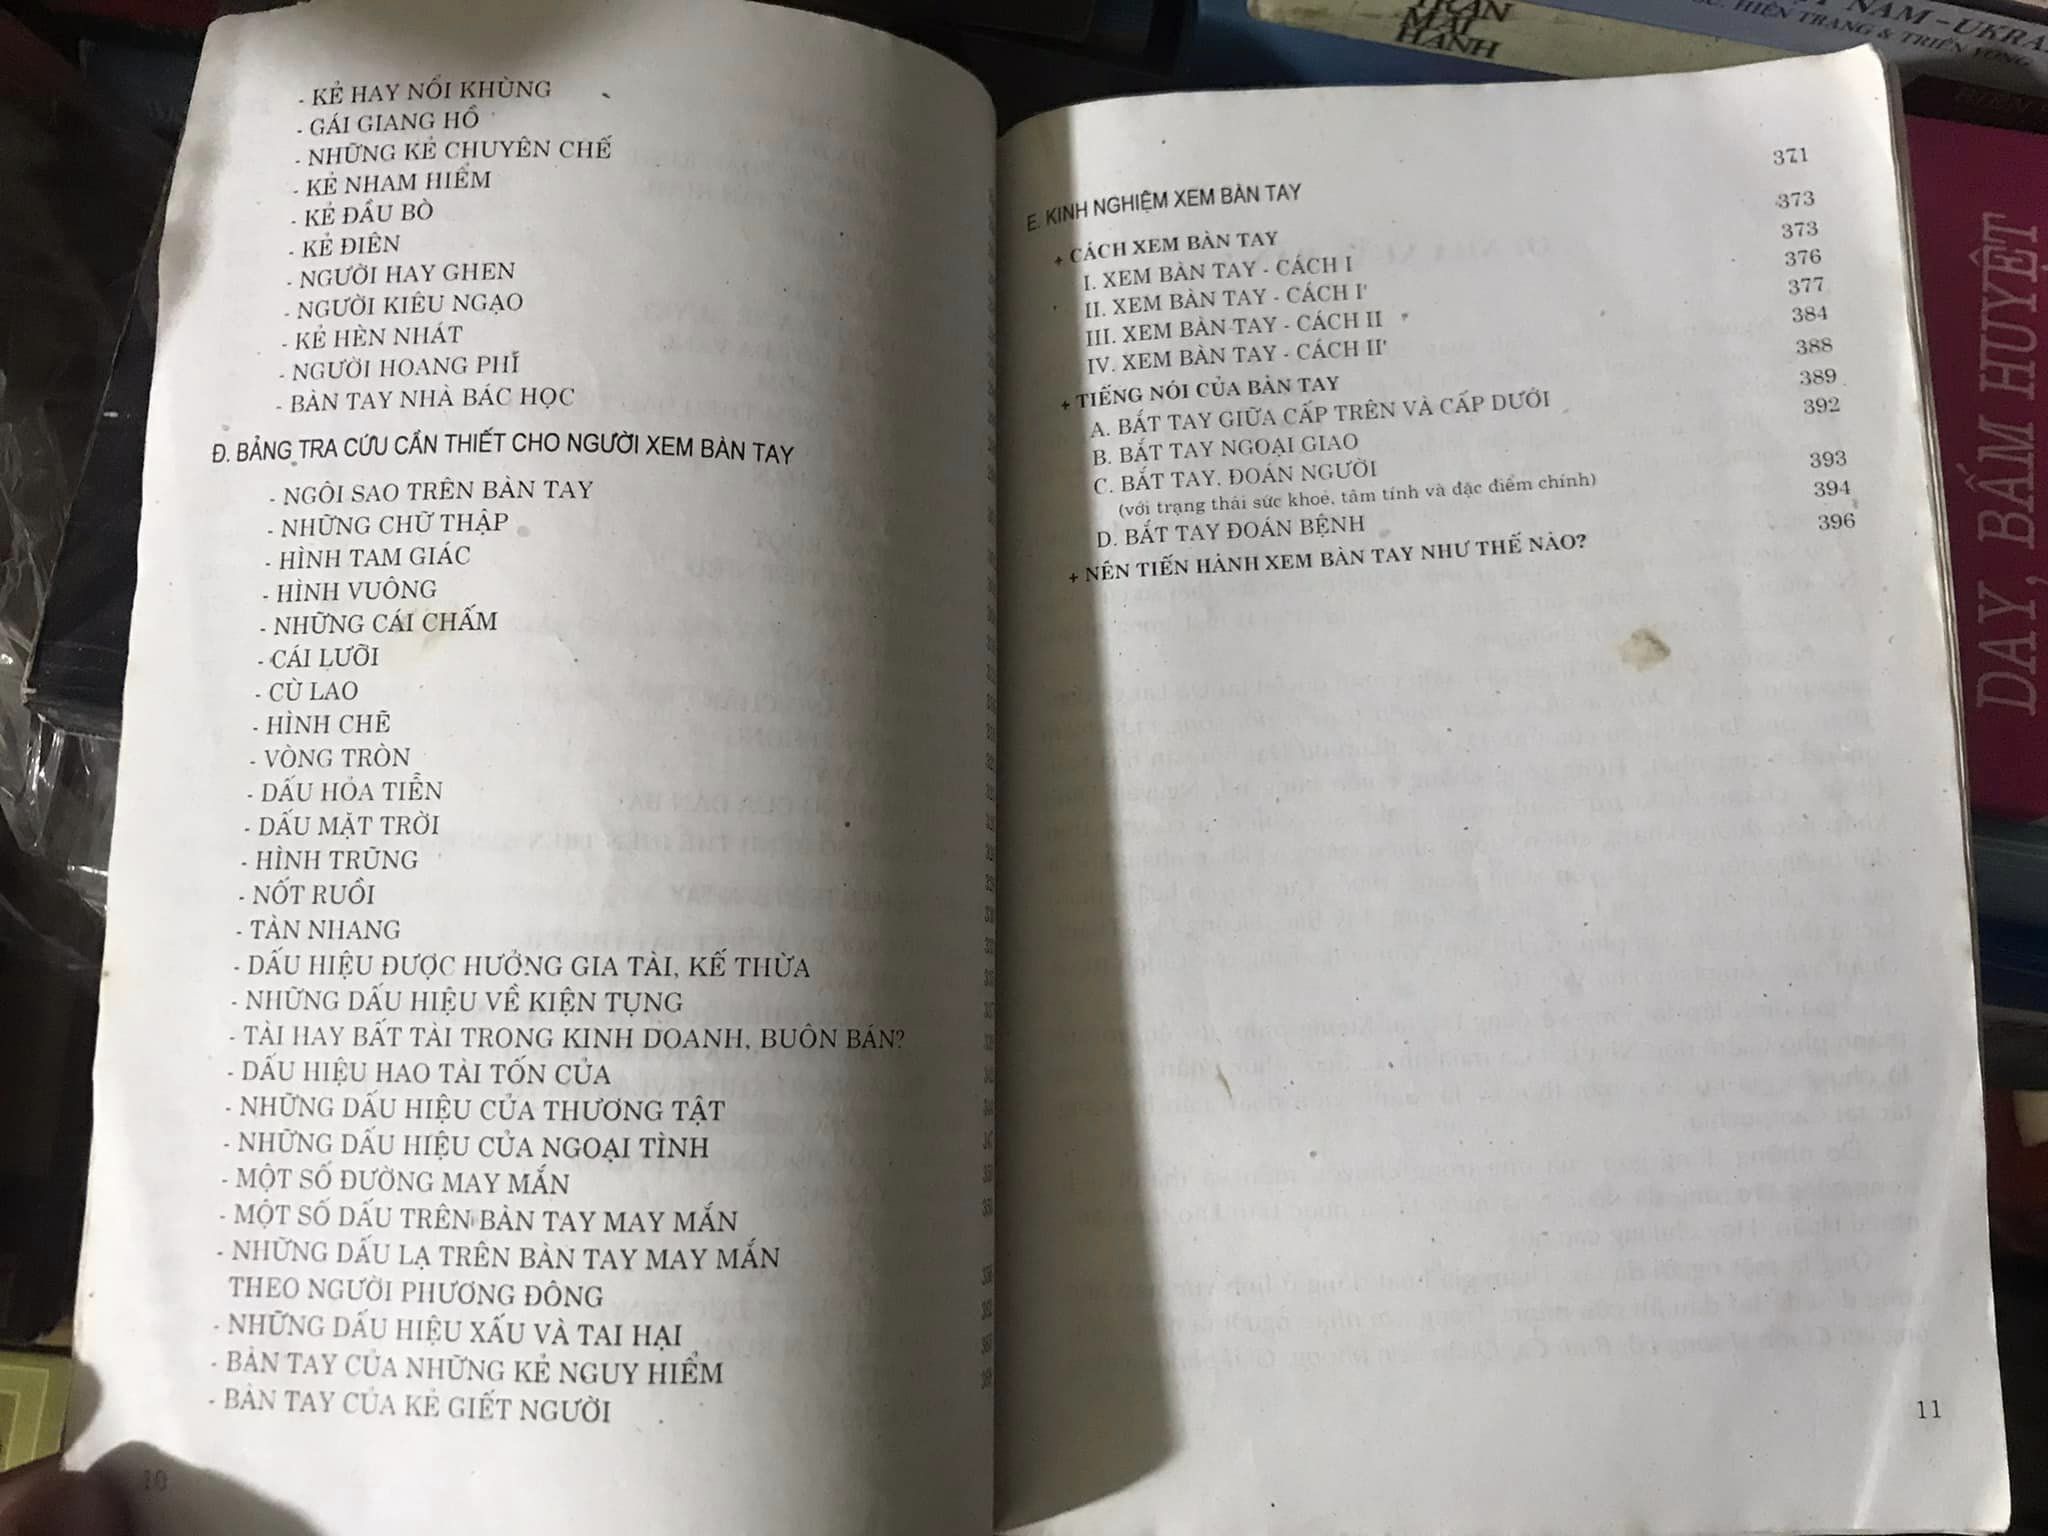 - KẺ HAY NỔI KHÙNG
- GÁI GIANG HỒ
- NHỮNG KẺ CHUYÊN CHẾ
- KẺ NHAM HIỂM
- KẺ ĐẦU BÒ
- KẺ ĐIÊN
- NGƯỜI HAY GHEN
- NGƯỜI KIÊU NGẠO
- KẺ HÈN NHÁT
- NGƯỜI HOANG PHÍ
- BÀN TAY NHÀ BÁC HỌC
Đ. BẢNG TRA CỨU CẦN THIẾT CHO NGƯỜI XEM BÀN TAY
- NGÔI SAO TRÊN BÀN TAY
- NHỮNG CHỮ THẬP
- HÌNH TAM GIÁC
- HÌNH VUÔNG
- NHỮNG CÁI CHẤM
- CÁI LƯỠI
- CÙ LAO
- HÌNH CHẼ
- VÒNG TRÒN
- DẤU HỎA TIỄN
- DẤU MẶT TRỜI
- HÌNH TRŨNG
- NỐT RUỒI
- TÀN NHANG
- DẤU HIỆU ĐƯỢC HƯỞNG GIA TÀI, KẾ THỪA
- NHỮNG DẤU HIỆU VỀ KIỆN TỤNG
- TÀI HAY BẤT TÀI TRONG KINH DOANH, BUÔN BÁN?
- DẤU HIỆU HAO TÀI TỐN CỦA
- NHỮNG DẤU HIỆU CỦA THƯƠNG TẬT
- NHỮNG DẤU HIỆU CỦA NGOẠI TÌNH
- MỘT SỐ ĐƯỜNG MAY MẮN
- MỘT SỐ DẤU TRÊN BÀN TAY MAY MẮN
- NHỮNG DẤU LẠ TRÊN BÀN TAY MAY MẮN
THEO NGƯỜI PHƯƠNG ĐÔNG
- NHỮNG DẤU HIỆU XẤU VÀ TAI HẠI
- BÀN TAY CỦA NHỮNG KẺ NGUY HIỂM
- BÀN TAY CỦA KẺ GIẾT NGƯỜI
10
E. KINH NGHIỆM XEM BÀN TAY 371
+ CÁCH XEM BÀN TAY 373
I. XEM BÀN TAY - CÁCH I 373
II. XEM BÀN TAY - CÁCH I' 376
III. XEM BÀN TAY - CÁCH II 377
IV. XEM BÀN TAY - CÁCH II' 384
+ TIẾNG NÓI CỦA BÀN TAY 388
A. BẮT TAY GIỮA CẤP TRÊN VÀ CẤP DƯỚI 389
B. BẮT TAY NGOẠI GIAO 392
C. BẮT TAY, ĐOÁN NGƯỜI 393
(với trạng thái sức khoẻ, tâm tính và đặc điểm chính)
D. BẮT TAY ĐOÁN BỆNH 394
+ NÊN TIẾN HÀNH XEM BÀN TAY NHƯ THẾ NÀO? 396
11
TRẦN
MAI
HẠNH
NAM - UKRA
HIỆN TRẠNG & TRIỂN VỌNG
DAY, BẤM HUYỆT